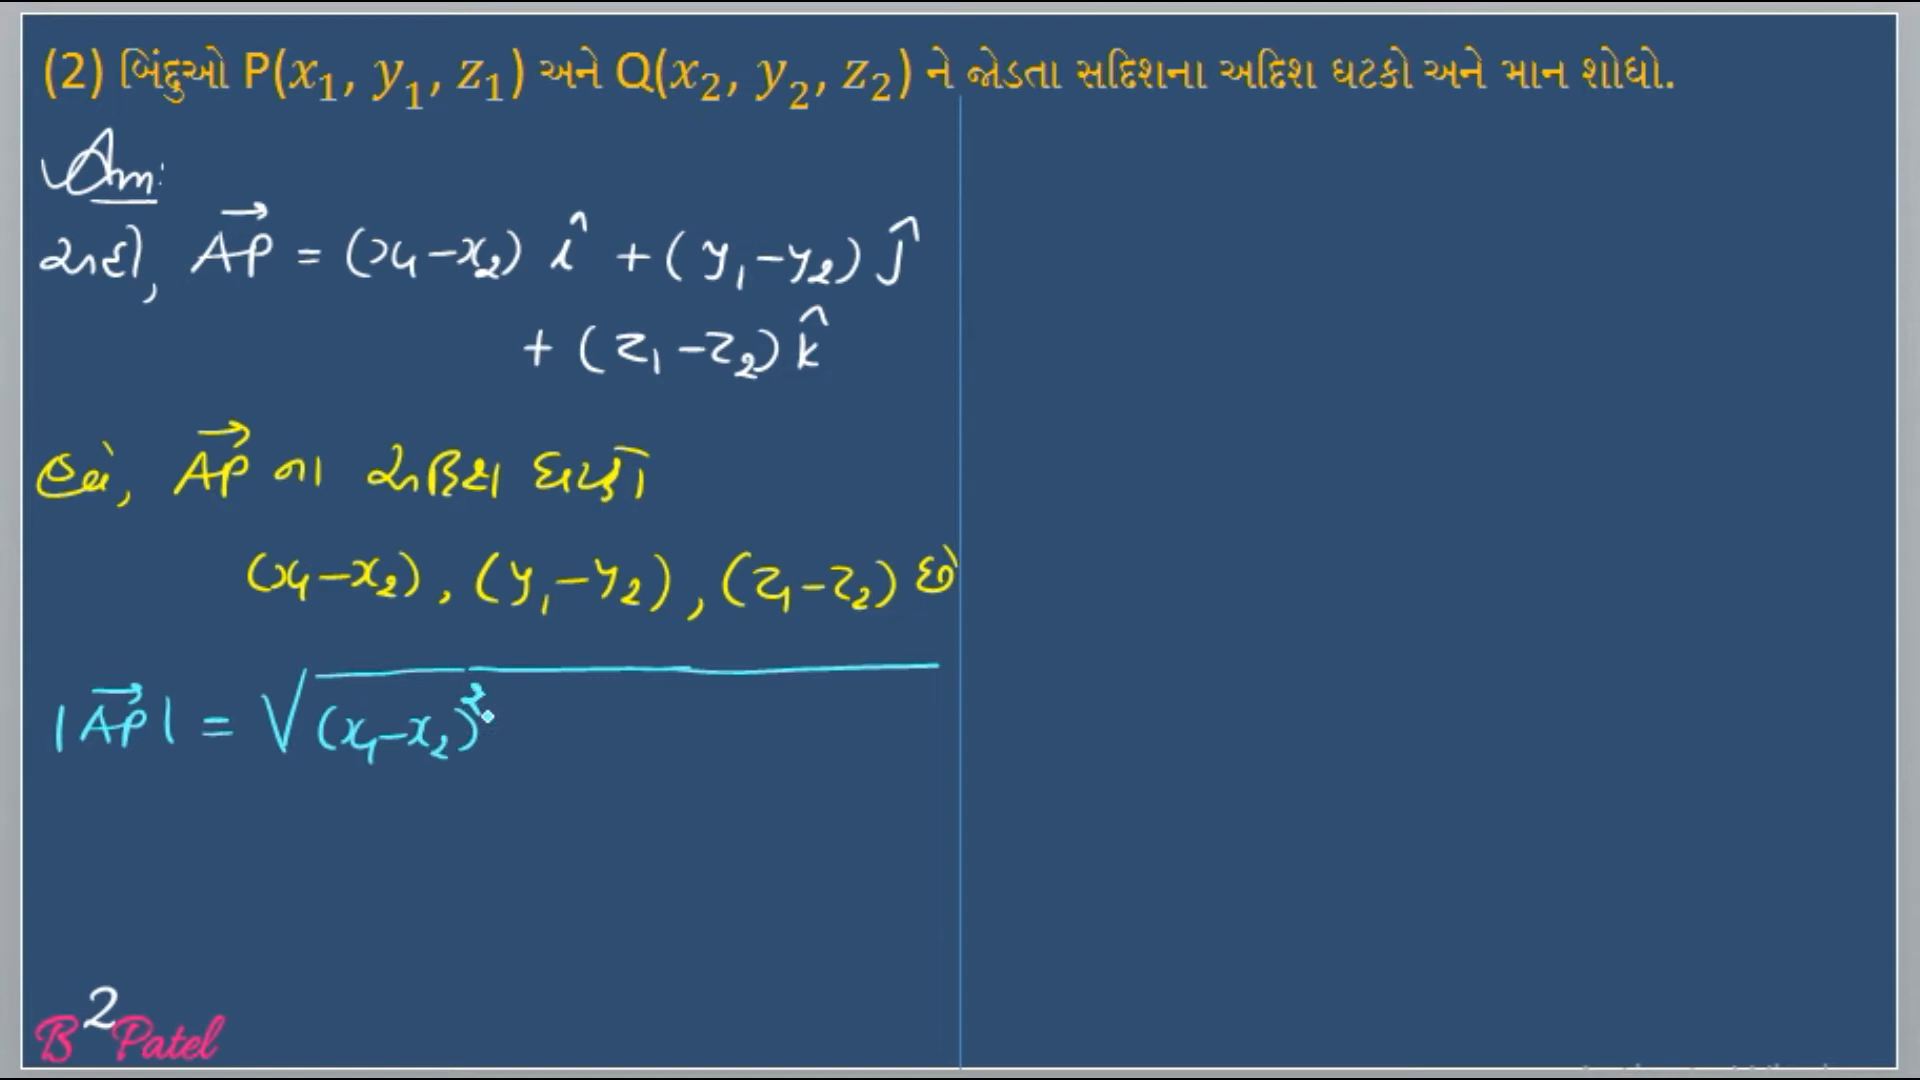 (2) બિંદુઓ P(x₁, y₁, z₁) અને Q(x₂, y₂, z₂) ને જોડતા સદિશના અદિશ ઘટકો અને માન શોધો.
Ans:
અહીં, AP⃗ = (x₁-x₂) î + (y₁-y₂) ĵ
+ (z₁-z₂) k̂
હવે, AP⃗ ના અદિશ ઘટકો
(x₁-x₂), (y₁-y₂), (z₁-z₂) છે
|AP⃗| = √(x₁-x₂)²
B² Patel